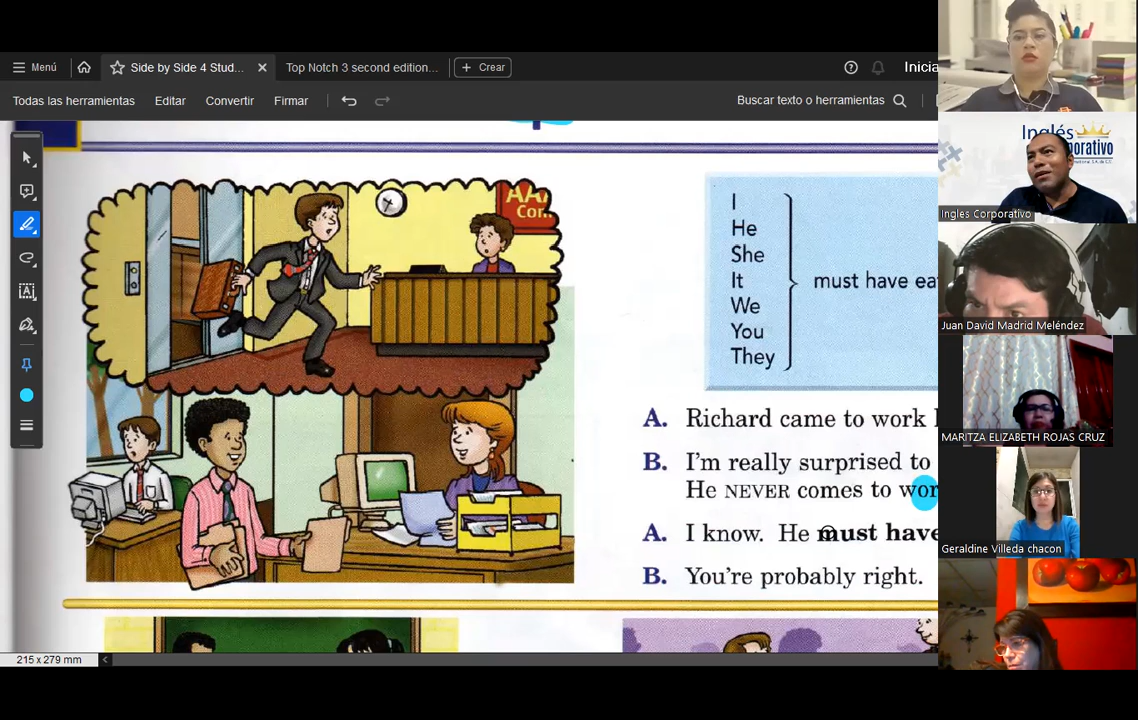 Menú
Side by Side 4 Stud...
Top Notch 3 second edition...
Crear
Inicia
Todas las herramientas
Editar
Convertir
Firmar
Buscar texto o herramientas
Con.
I
He
She
It
We
You
They
must have ea
A. Richard came to work
B. I'm really surprised to
He NEVER comes to wor
A. I know. He must have
B. You're probably right.
215 x 279 mm
Inglés
orativo
Ingles Corporativo
Juan David Madrid Meléndez
MARITZA ELIZABETH ROJAS CRUZ
Geraldine Villeda chacon